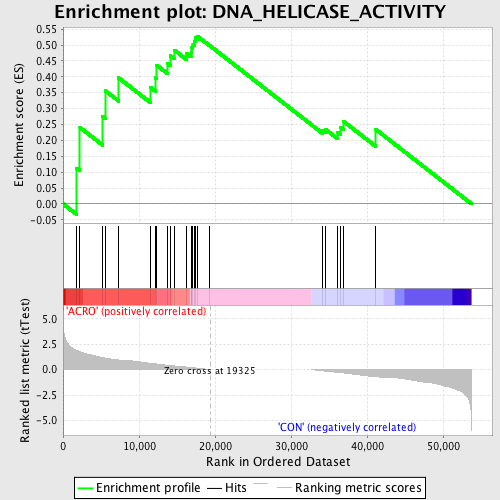 Enrichment plot: DNA_HELICASE_ACTIVITY
Enrichment score (ES)
0.55
0.50
0.45
0.40
0.35
0.30
0.25
0.20
0.15
0.10
0.05
0.00
-0.05
'ACRO' (positively correlated)
Ranked list metric (tTest)
5.0
2.5
0.0
-2.5
-5.0
Zero cross at 19325
'CON' (negatively correlated)
0
10,000
20,000
30,000
40,000
50,000
Rank in Ordered Dataset
Enrichment profile
Hits
Ranking metric scores